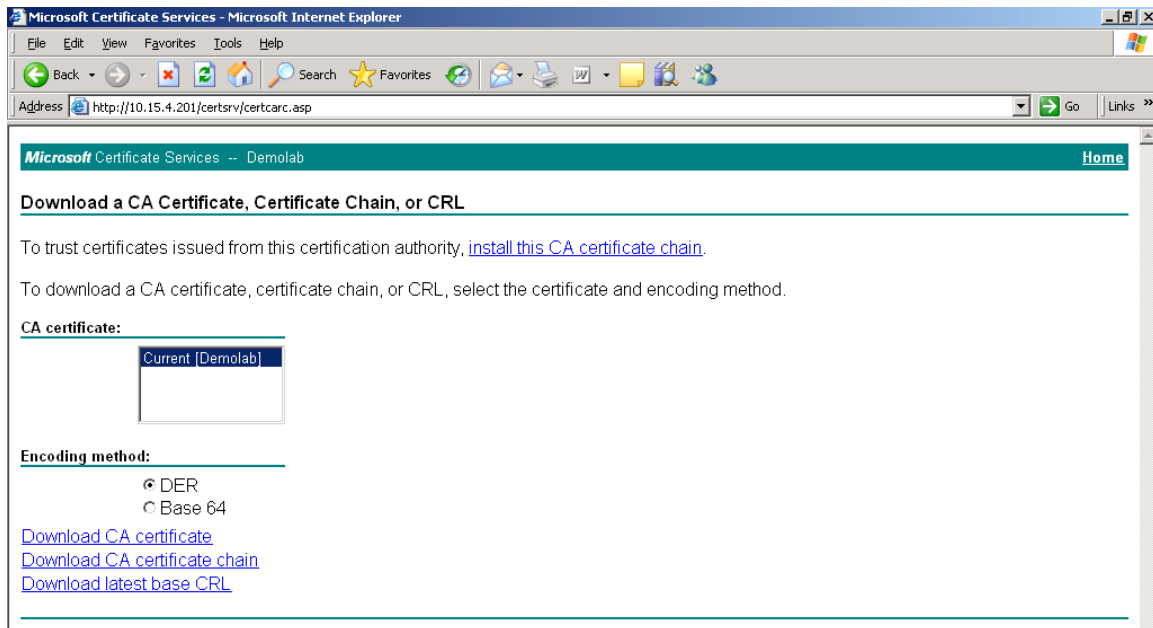 Microsoft Certificate Services - Microsoft Internet Explorer
File Edit View Favorites Tools Help
Back Search Favorites
Address http://10.15.4.201/certsrv/certcarc.asp Go Links »
Microsoft Certificate Services -- Demolab Home
Download a CA Certificate, Certificate Chain, or CRL
To trust certificates issued from this certification authority, install this CA certificate chain.
To download a CA certificate, certificate chain, or CRL, select the certificate and encoding method.
CA certificate:
Current [Demolab]
Encoding method:
DER
Base 64
Download CA certificate
Download CA certificate chain
Download latest base CRL